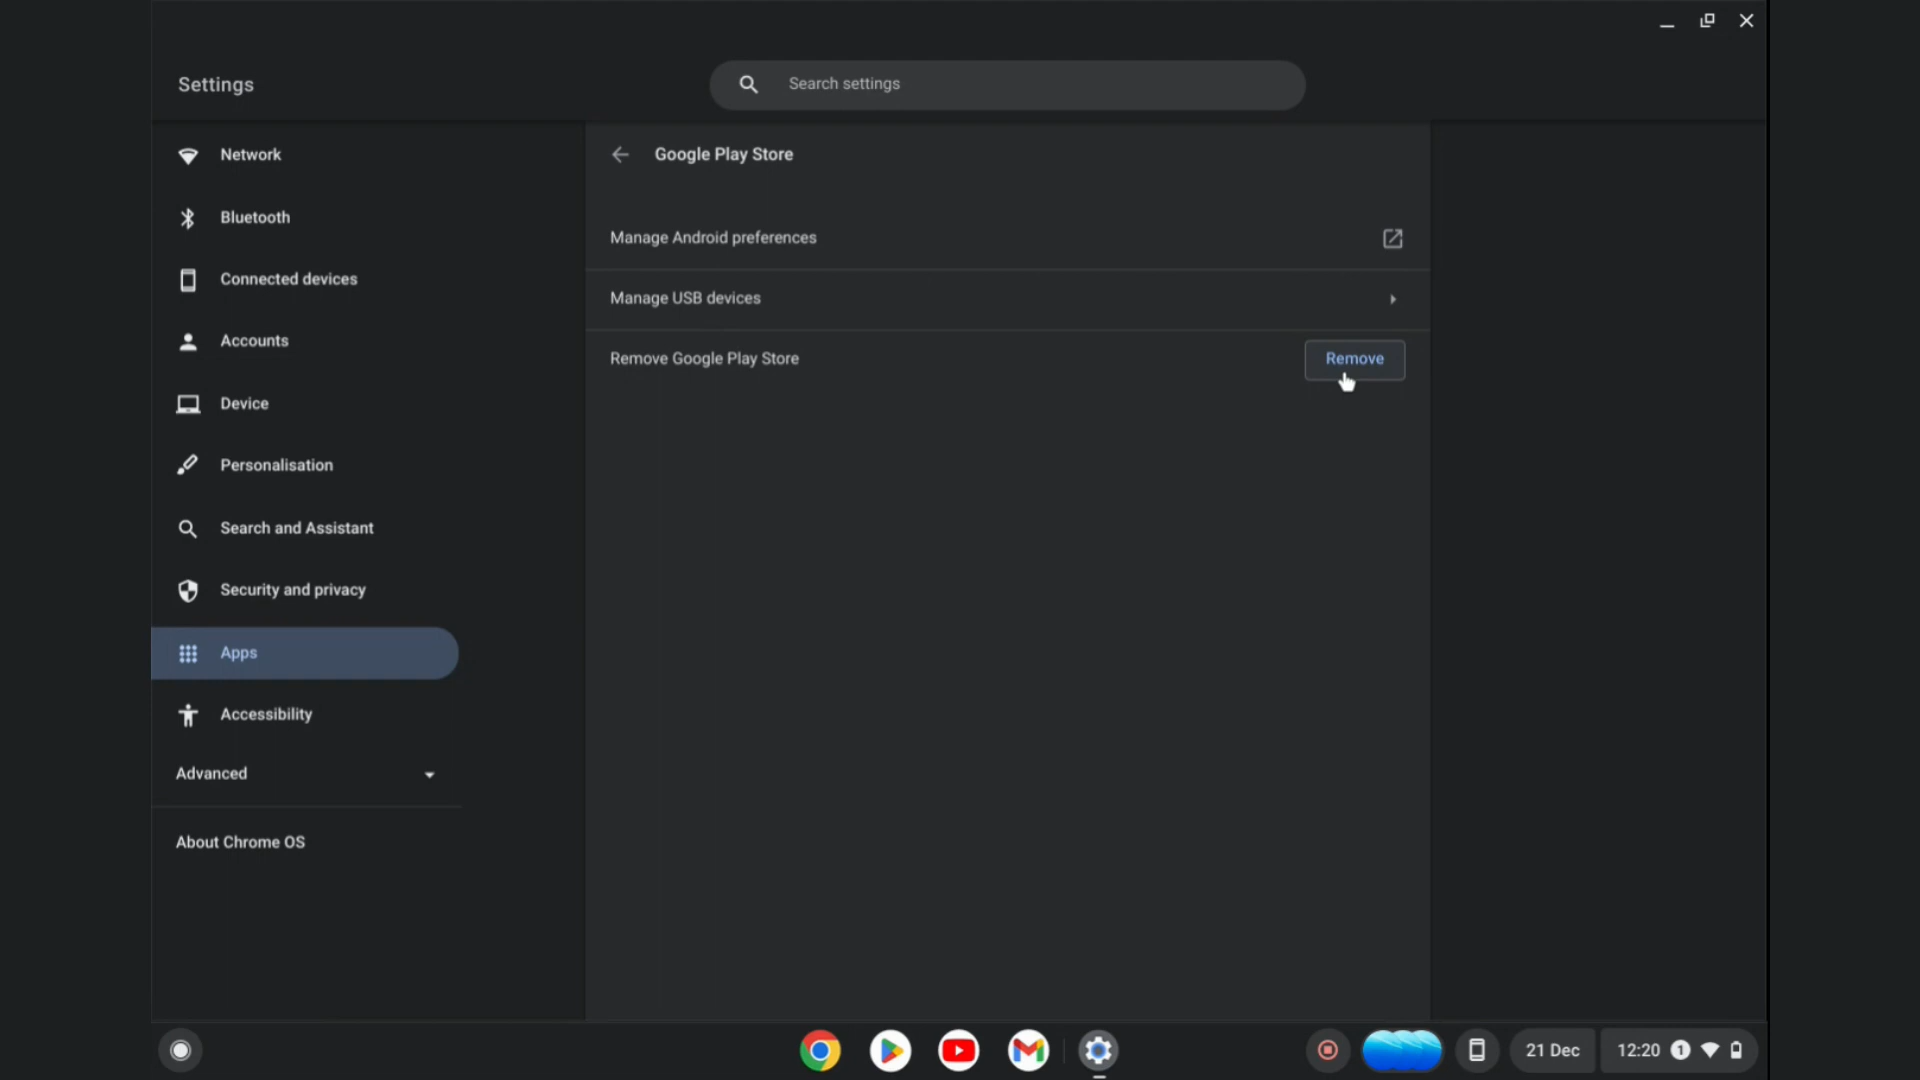 Settings
Search settings
Network
Bluetooth
Connected devices
Accounts
Device
Personalisation
Search and Assistant
Security and privacy
Apps
Accessibility
Advanced
About Chrome OS
Google Play Store
Manage Android preferences
Manage USB devices
Remove Google Play Store
Remove
21 Dec
12:20
1